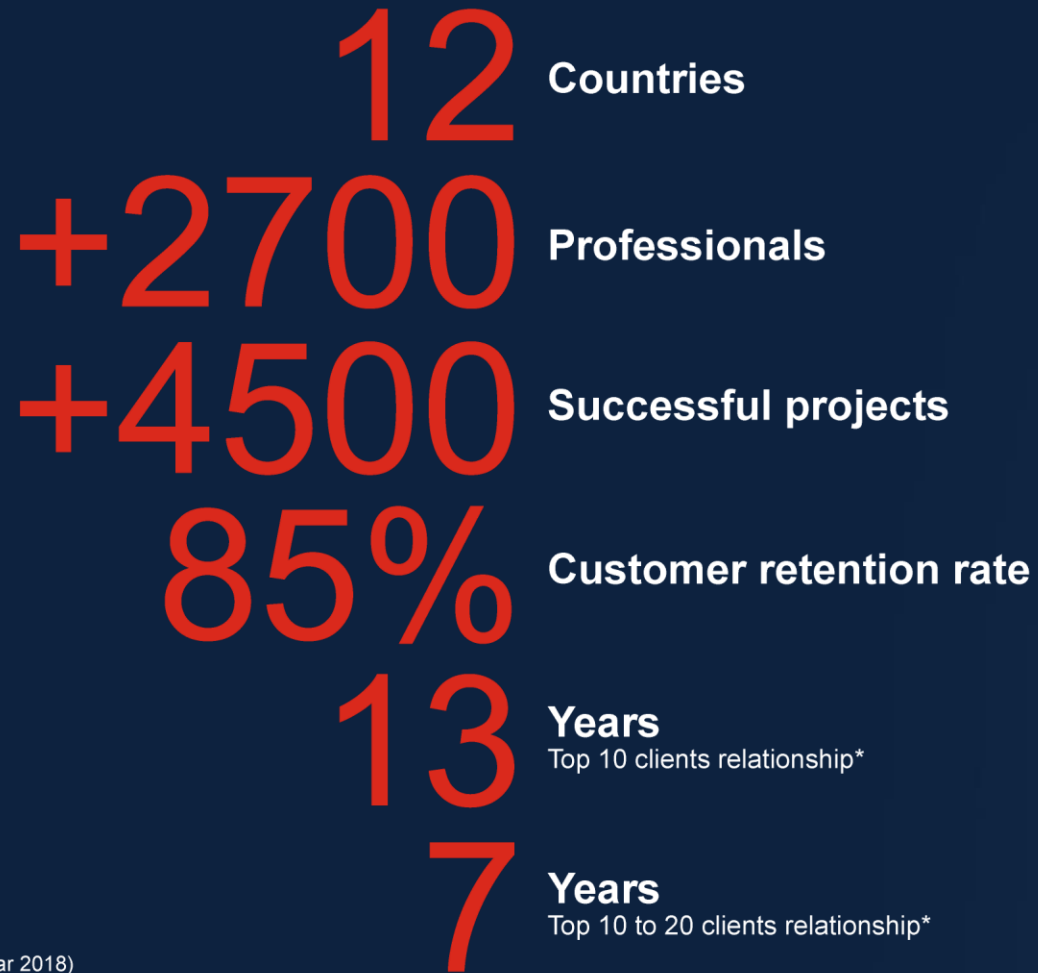 12 Countries
+2700 Professionals
+4500 Successful projects
85% Customer retention rate
13 Years
Top 10 clients relationship*
7 Years
Top 10 to 20 clients relationship*
2018)